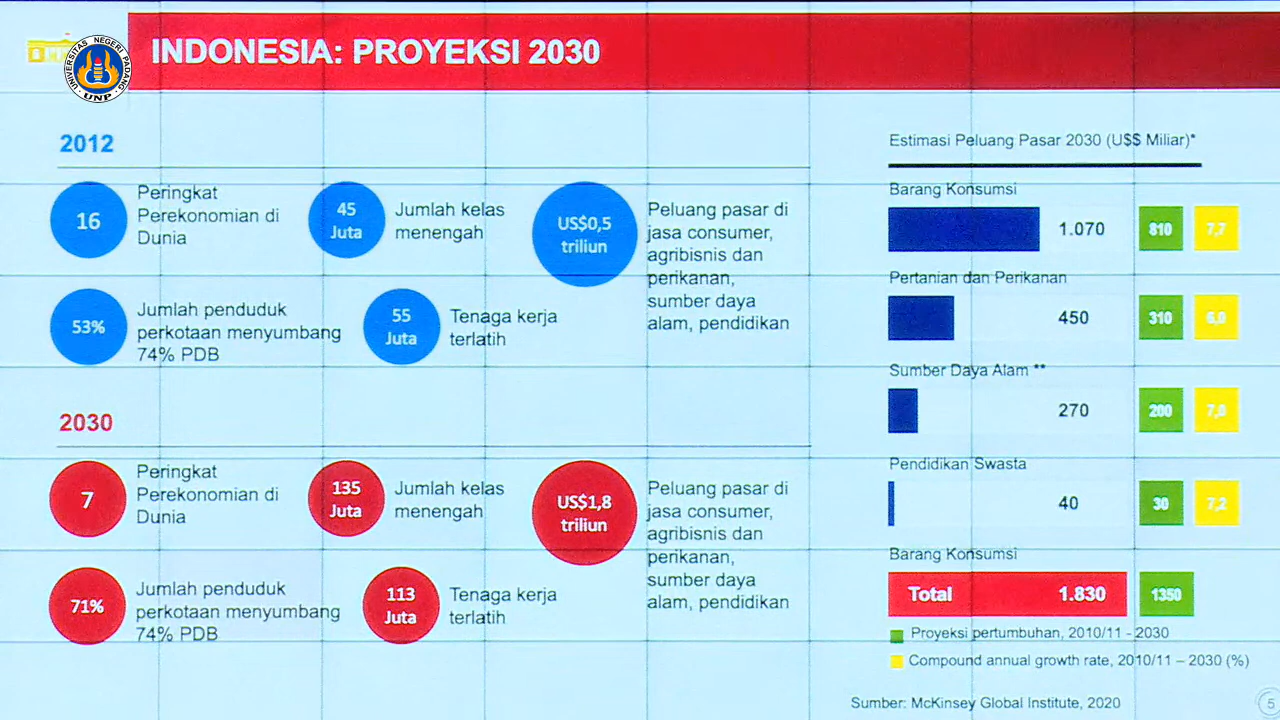 INDONESIA: PROYEKSI 2030
UNIVERSITAS NEGERI PADANG
UNP
2012
16
Peringkat
Perekonomian di
Dunia
45
Juta
Jumlah kelas
menengah
US$0,5
triliun
Peluang pasar di
jasa consumer,
agribisnis dan
perikanan,
sumber daya
alam, pendidikan
53%
Jumlah penduduk
perkotaan menyumbang
74% PDB
55
Juta
Tenaga kerja
terlatih
2030
7
Peringkat
Perekonomian di
Dunia
135
Juta
Jumlah kelas
menengah
US$1,8
triliun
Peluang pasar di
jasa consumer,
agribisnis dan
perikanan,
sumber daya
alam, pendidikan
71%
Jumlah penduduk
perkotaan menyumbang
74% PDB
113
Juta
Tenaga kerja
terlatih
Estimasi Peluang Pasar 2030 (U$$ Miliar)*
Barang Konsumsi
1.070 810 7,7
Pertanian dan Perikanan
450 310
Sumber Daya Alam **
270 200
Pendidikan Swasta
40 30 7,2
Barang Konsumsi
Total 1.830 1350
Proyeksi pertumbuhan, 2010/11 - 2030
Compound annual growth rate, 2010/11 – 2030 (%)
Sumber: McKinsey Global Institute, 2020
5